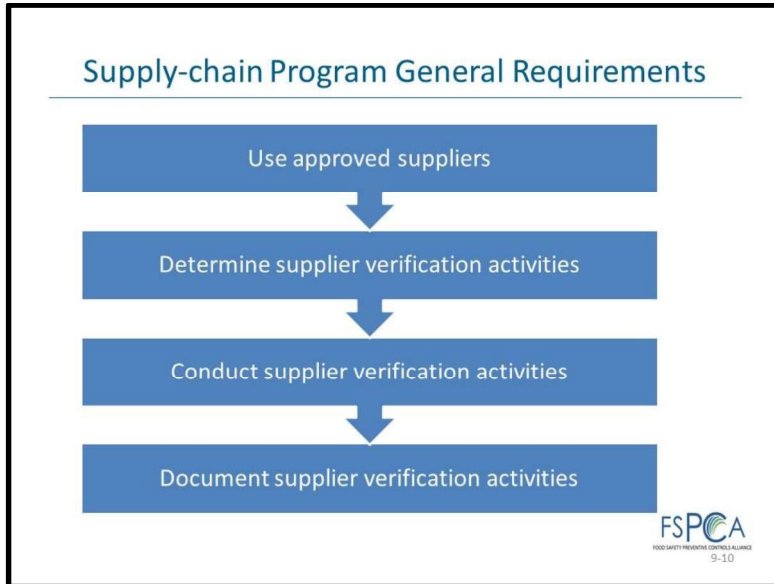 Supply-chain Program General Requirements
Use approved suppliers
Determine supplier verification activities
Conduct supplier verification activities
Document supplier verification activities
FSPCA
FOOD SAFETY PREVENTIVE CONTROLS ALLIANCE
9-10